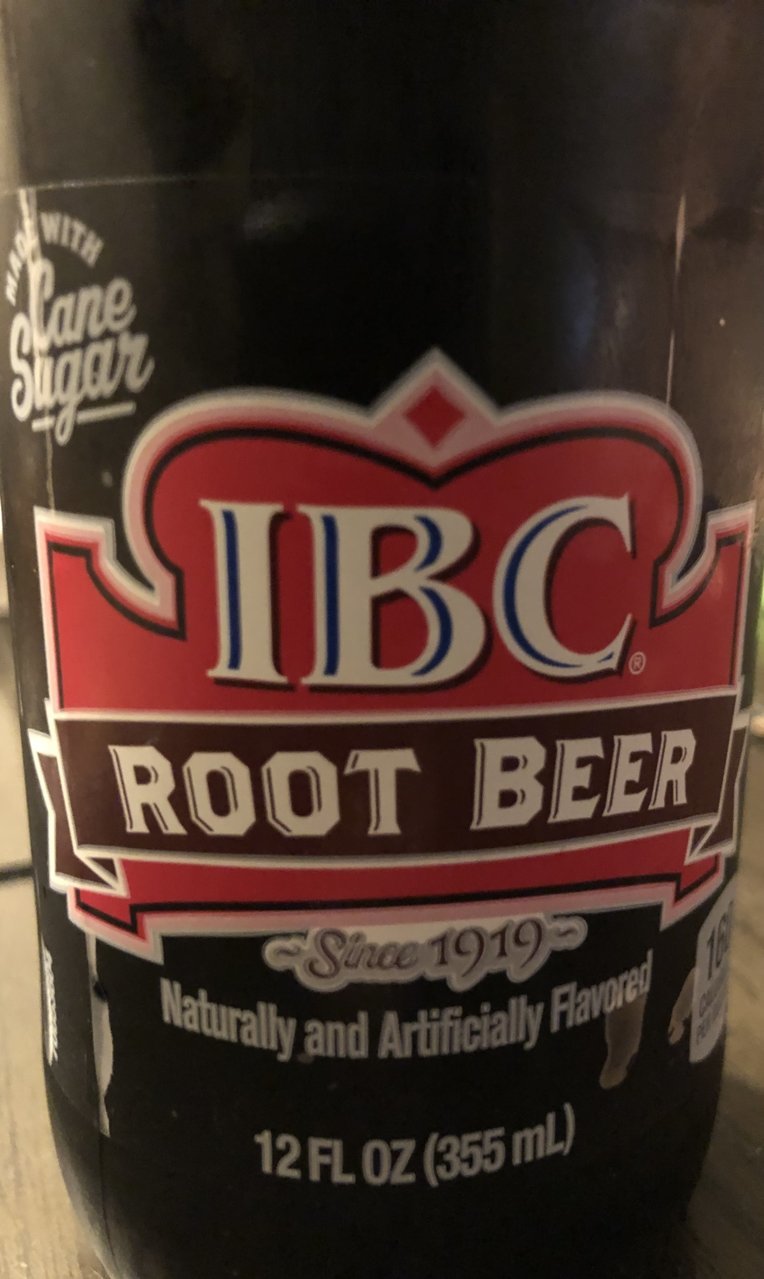 MADE WITH
Cane
Sugar
IBC®
ROOT BEER
~Since 1919~
Naturally and Artificially Flavored
12 FL OZ (355 mL)